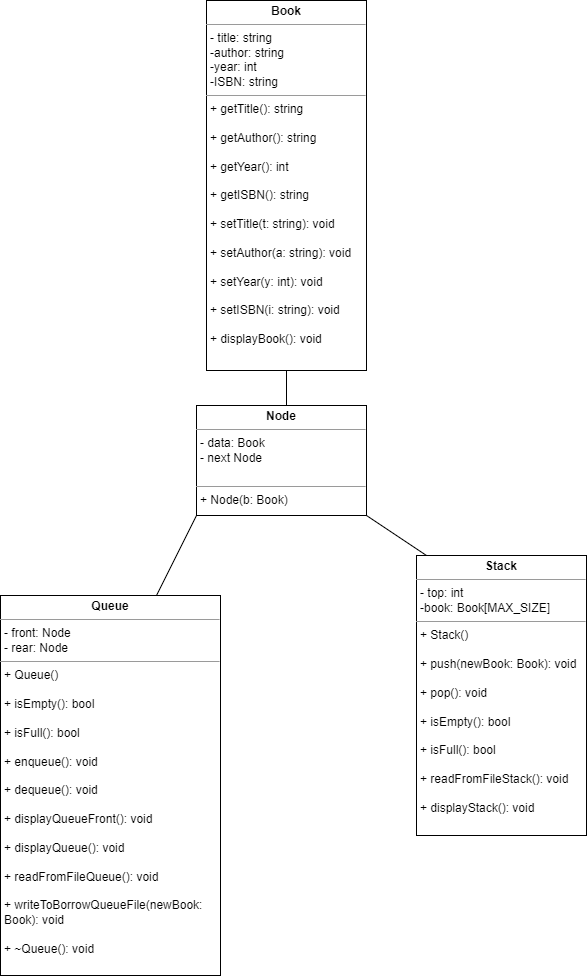 Book
- title: string
-author: string
-year: int
-ISBN: string
+ getTitle(): string
+ getAuthor(): string
+ getYear(): int
+ getISBN(): string
+ setTitle(t: string): void
+ setAuthor(a: string): void
+ setYear(y: int): void
+ setISBN(i: string): void
+ displayBook(): void
Node
- data: Book
- next Node
+ Node(b: Book)
Queue
- front: Node
- rear: Node
+ Queue()
+ isEmpty(): bool
+ isFull(): bool
+ enqueue(): void
+ dequeue(): void
+ displayQueueFront(): void
+ displayQueue(): void
+ readFromFileQueue(): void
+ writeToBorrowQueueFile(newBook:
Book): void
+ ~Queue(): void
Stack
- top: int
-book: Book[MAX_SIZE]
+ Stack()
+ push(newBook: Book): void
+ pop(): void
+ isEmpty(): bool
+ isFull(): bool
+ readFromFileStack(): void
+ displayStack(): void